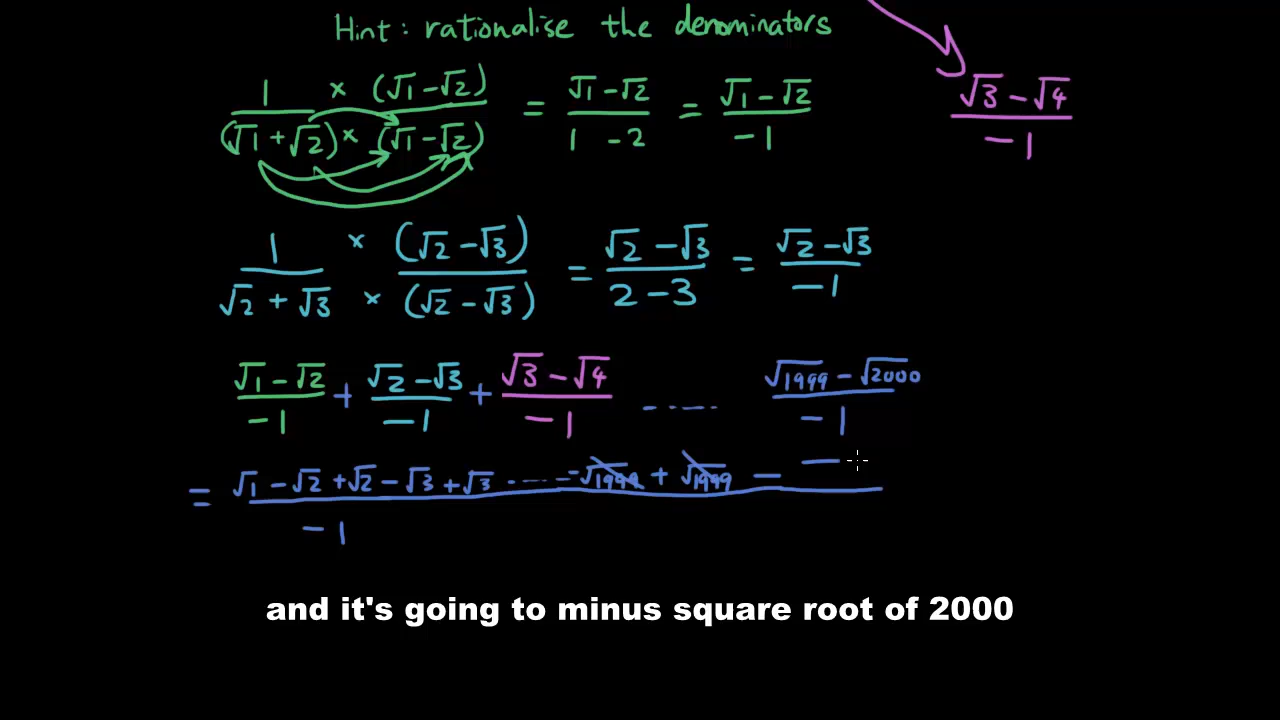 Hint: rationalise the denominators
1/(√1 + √2) × (√1 − √2)/(√1 − √2) = (√1 − √2)/(1 − 2) = (√1 − √2)/−1
(√3 − √4)/−1
1/(√2 + √3) × (√2 − √3)/(√2 − √3) = (√2 − √3)/(2 − 3) = (√2 − √3)/−1
(√1 − √2)/−1 + (√2 − √3)/−1 + (√3 − √4)/−1 ...... (√1999 − √2000)/−1
= (√1 − √2 + √2 − √3 + √3 ..... −√1999 + √1999 −)/−1
and it's going to minus square root of 2000